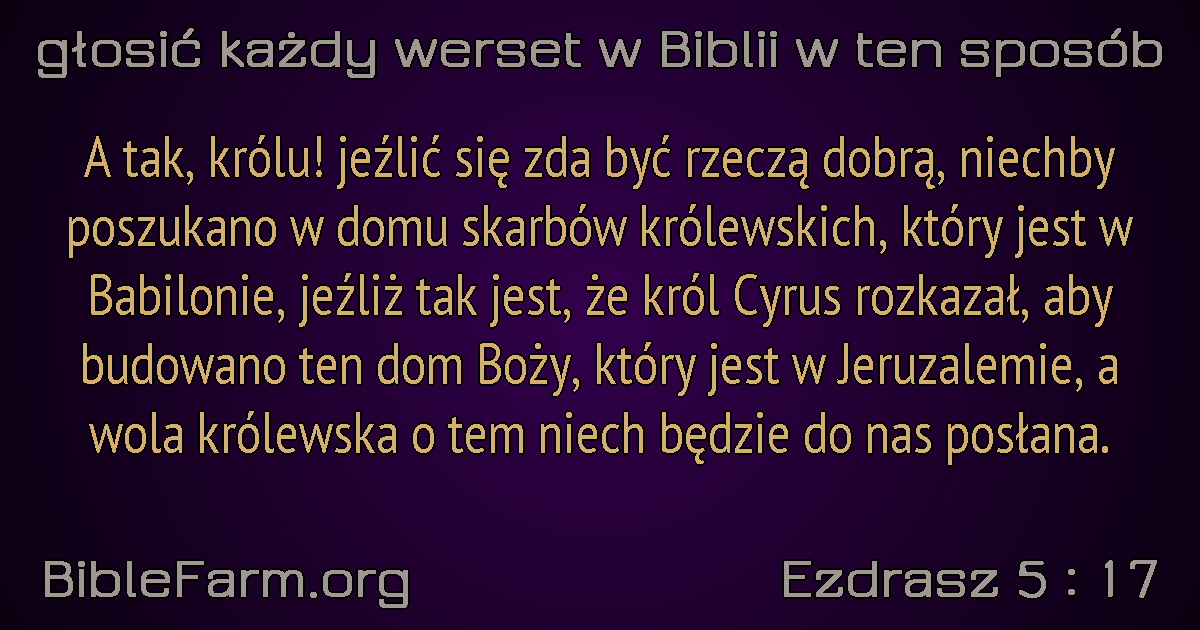 głosić każdy werset w Biblii w ten sposób
A tak, królu! jeźlić się zda być rzeczą dobrą, niechby
poszukano w domu skarbów królewskich, który jest w
Babilonie, jeźliż tak jest, że król Cyrus rozkazał, aby
budowano ten dom Boży, który jest w Jeruzalemie, a
wola królewska o tem niech będzie do nas posłana.
BibleFarm.org
Ezdrasz 5 : 17